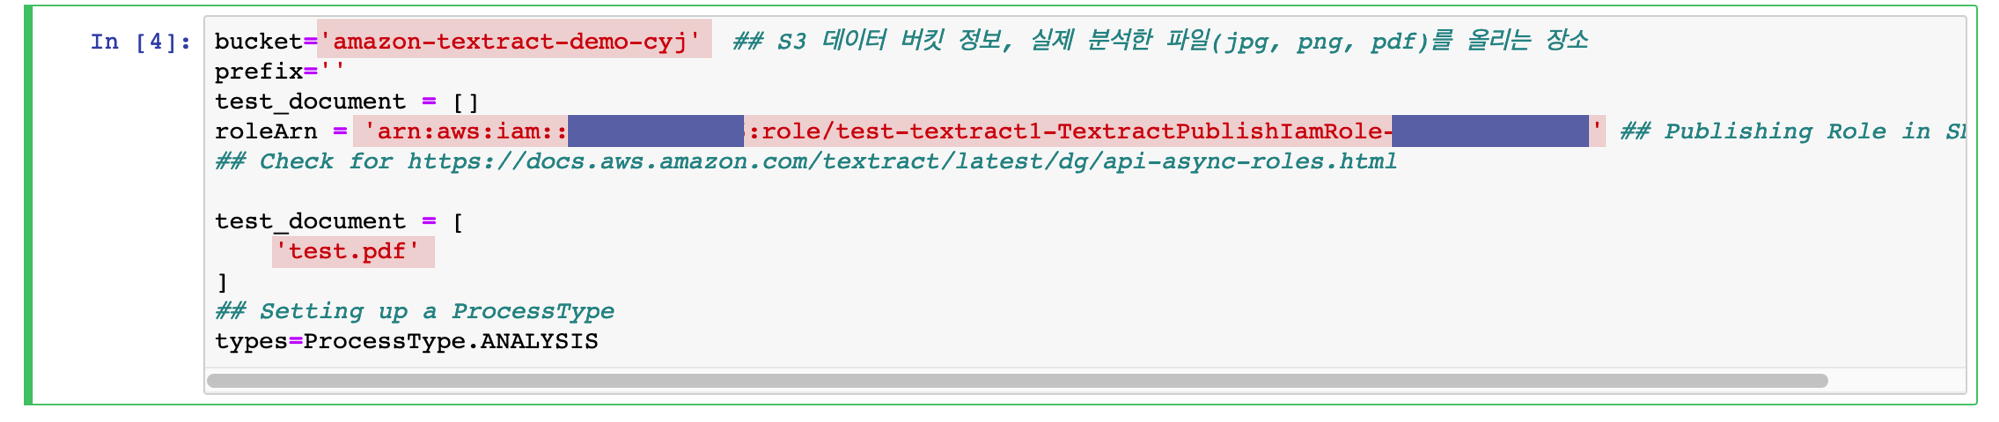 In [4]: bucket='amazon-textract-demo-cyj' ## S3 데이터 버킷 정보, 실제 분석한 파일(jpg, png, pdf)를 올리는 장소
prefix=''
test_document = []
roleArn = 'arn:aws:iam:: :role/test-textract1-TextractPublishIamRole- ' ## Publishing Role in
## Check for https://docs.aws.amazon.com/textract/latest/dg/api-async-roles.html
test_document = [
'test.pdf'
]
## Setting up a ProcessType
types=ProcessType.ANALYSIS